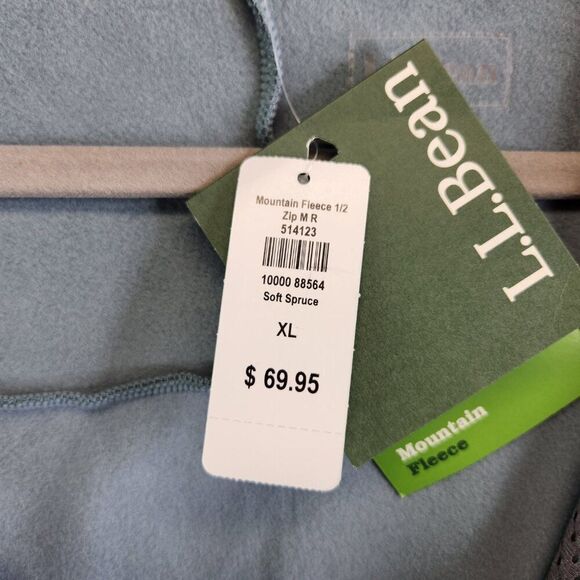 L.L.Bean
Mountain Fleece 1/2
Zip M R
514123
10000 88564
Soft Spruce
XL
$ 69.95
Mountain
Fleece